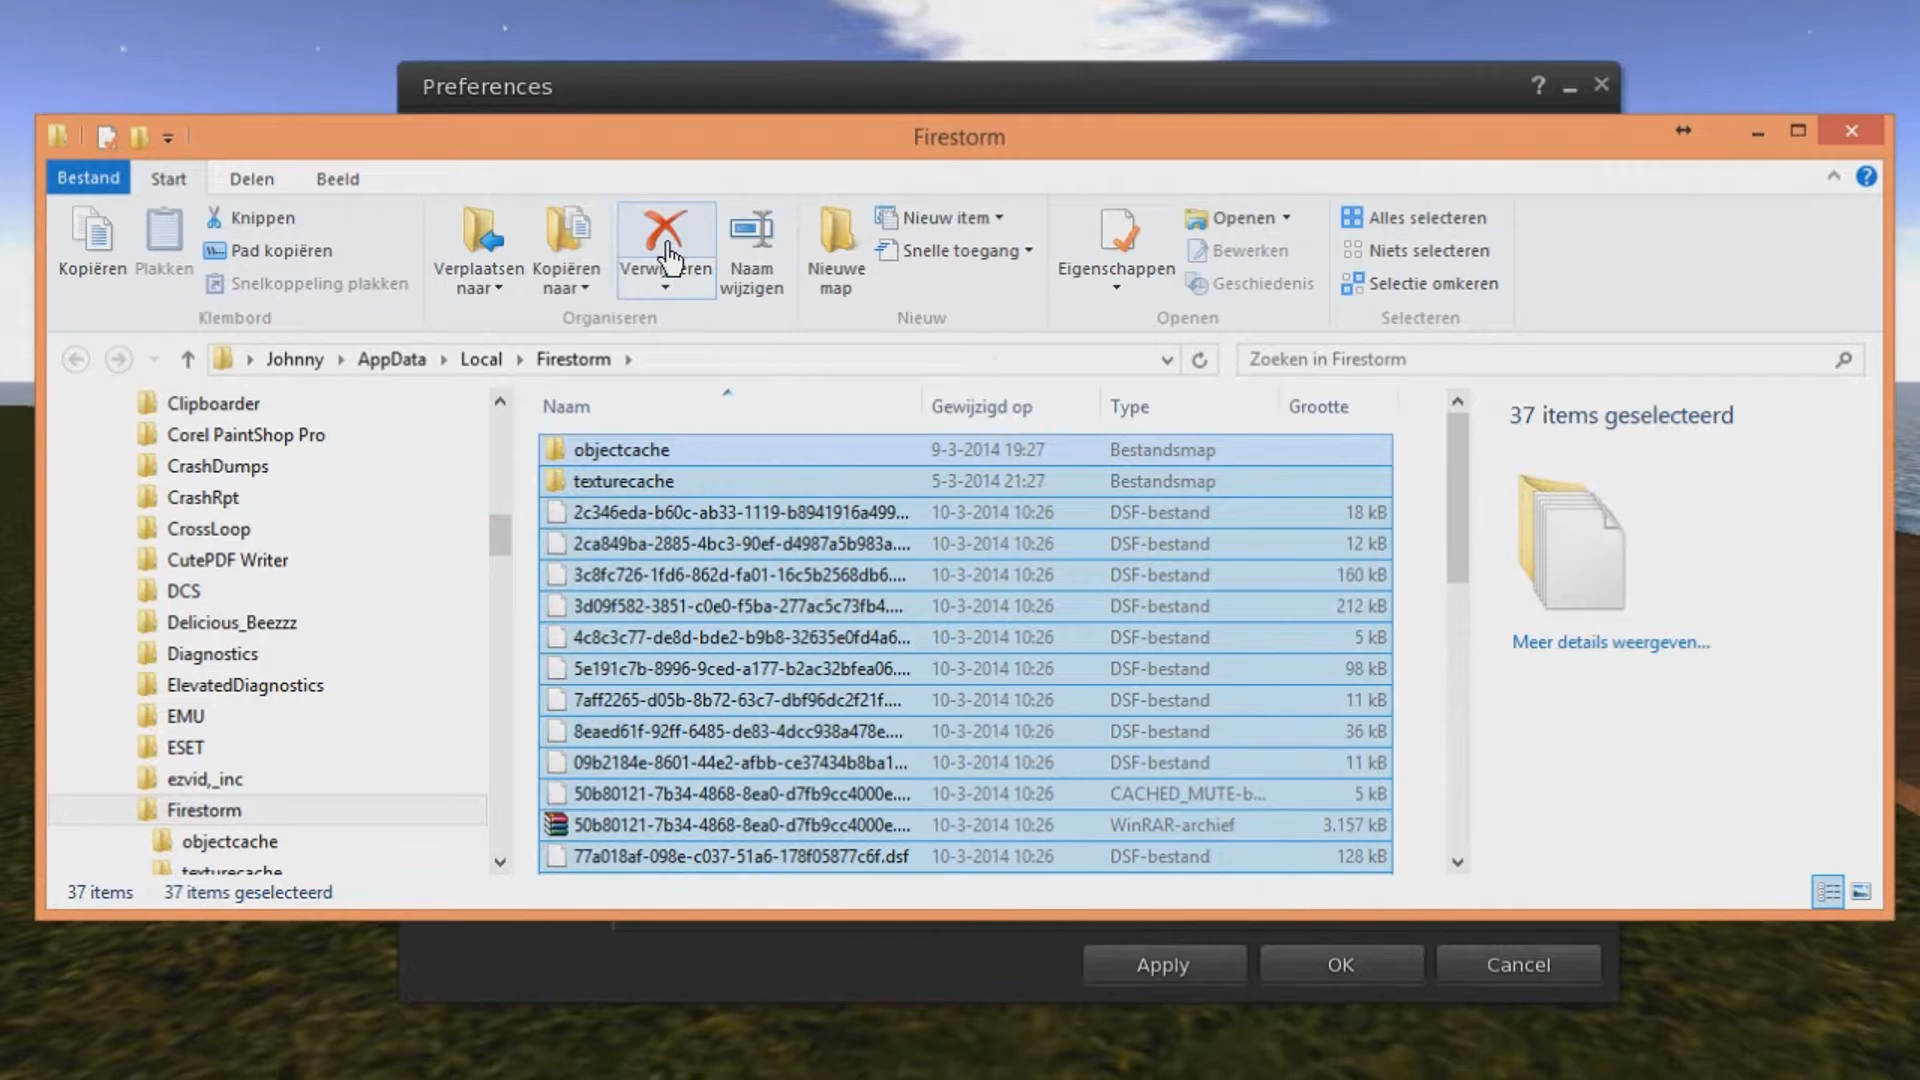 Preferences
?
Firestorm
Bestand Start Delen Beeld
Kopiëren
Plakken
Knippen
Pad kopiëren
Snelkoppeling plakken
Klembord
Verplaatsen naar
Kopiëren naar
Naam wijzigen
Organiseren
Nieuwe map
Nieuw item
Snelle toegang
Nieuw
Eigenschappen
Openen
Bewerken
Geschiedenis
Openen
Alles selecteren
Niets selecteren
Selectie omkeren
Selecteren
Johnny AppData Local Firestorm
Zoeken in Firestorm
Clipboarder
Corel PaintShop Pro
CrashDumps
CrashRpt
CrossLoop
CutePDF Writer
DCS
Delicious_Beezzz
Diagnostics
ElevatedDiagnostics
EMU
ESET
ezvid,_inc
Firestorm
objectcache
texturecache
Naam Gewijzigd op Type Grootte
objectcache 9-3-2014 19:27 Bestandsmap
texturecache 5-3-2014 21:27 Bestandsmap
2c346eda-b60c-ab33-1119-b8941916a499... 10-3-2014 10:26 DSF-bestand 18 kB
2ca849ba-2885-4bc3-90ef-d4987a5b983a.... 10-3-2014 10:26 DSF-bestand 12 kB
3c8fc726-1fd6-862d-fa01-16c5b2568db6.... 10-3-2014 10:26 DSF-bestand 160 kB
3d09f582-3851-c0e0-f5ba-277ac5c73fb4.... 10-3-2014 10:26 DSF-bestand 212 kB
4c8c3c77-de8d-bde2-b9b8-32635e0fd4a6... 10-3-2014 10:26 DSF-bestand 5 kB
5e191c7b-8996-9ced-a177-b2ac32bfea06.... 10-3-2014 10:26 DSF-bestand 98 kB
7aff2265-d05b-8b72-63c7-dbf96dc2f21f.... 10-3-2014 10:26 DSF-bestand 11 kB
8eaed61f-92ff-6485-de83-4dcc938a478e.... 10-3-2014 10:26 DSF-bestand 36 kB
09b2184e-8601-44e2-afbb-ce37434b8ba1... 10-3-2014 10:26 DSF-bestand 11 kB
50b80121-7b34-4868-8ea0-d7fb9cc4000e.... 10-3-2014 10:26 CACHED_MUTE-b... 5 kB
50b80121-7b34-4868-8ea0-d7fb9cc4000e.... 10-3-2014 10:26 WinRAR-archief 3.157 kB
77a018af-098e-c037-51a6-178f05877c6f.dsf 10-3-2014 10:26 DSF-bestand 128 kB
37 items geselecteerd
Meer details weergeven...
37 items 37 items geselecteerd
Apply OK Cancel